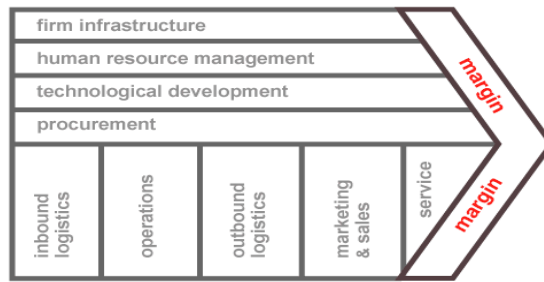 firm infrastructure
human resource management
technological development
procurement
margin
inbound
logistics
operations
outbound
logistics
marketing
& sales
service
margin